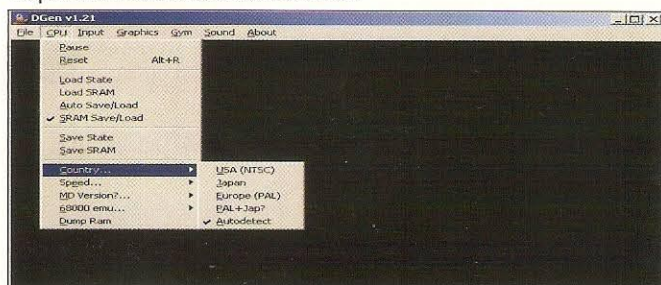 DGen v1.21
File CPU Input Graphics Gym Sound About
Pause
Reset Alt+R
Load State
Load SRAM
Auto Save/Load
SRAM Save/Load
Save State
Save SRAM
Country... USA (NTSC)
Speed... Japan
MD Version?... Europe (PAL)
68000 emu... PAL+Jap?
Dump Ram Autodetect